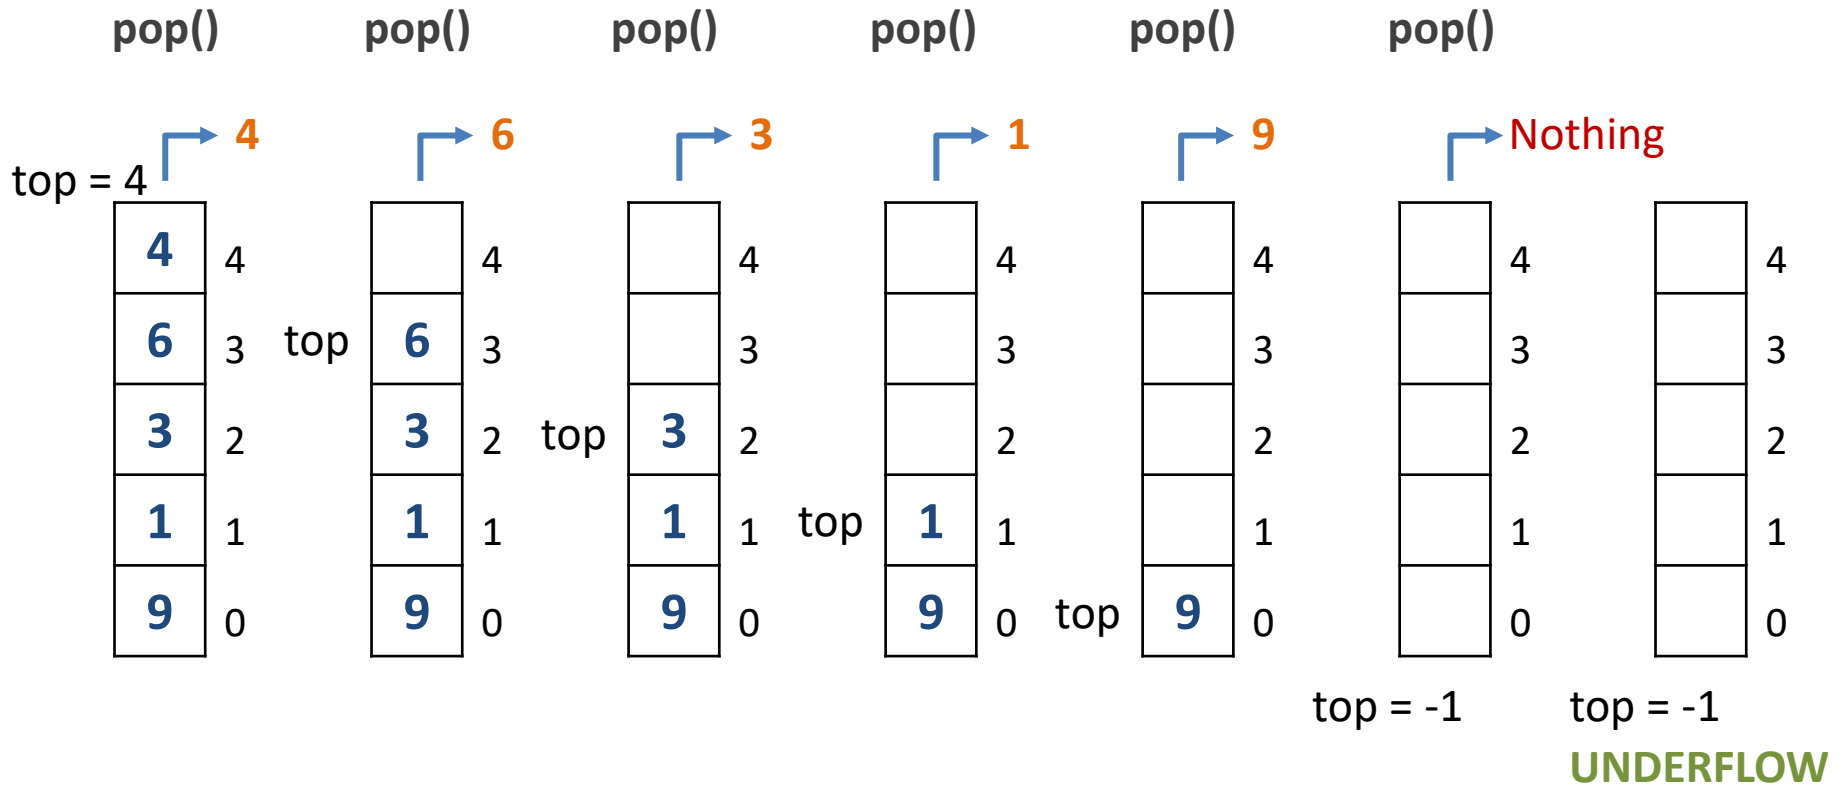 pop() pop() pop() pop() pop() pop()
4 6 3 1 9 Nothing
top = 4
4 4 4 4 4 4 4 4
6 3 top 6 3 3 3 3 3 3
3 2 3 2 top 3 2 2 2 2 2
1 1 1 1 1 1 top 1 1 1 1 1
9 0 9 0 9 0 9 0 top 9 0 0 0
top = -1 top = -1
UNDERFLOW